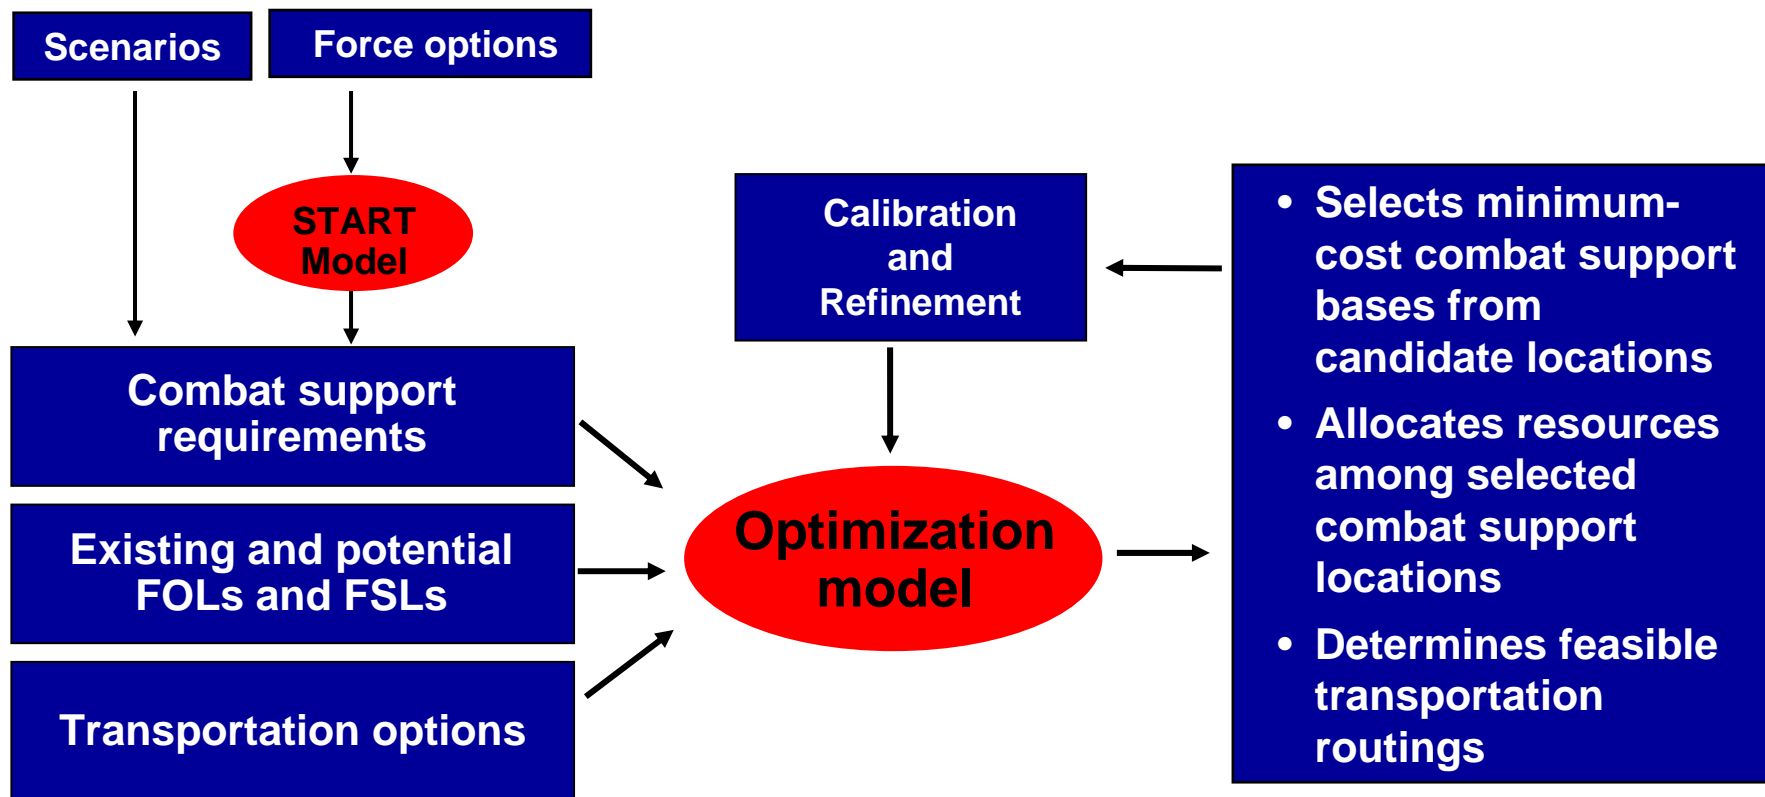 Scenarios
Force options
START
Model
Combat support
requirements
Existing and potential
FOLs and FSLs
Transportation options
Calibration
and
Refinement
Optimization
model
• Selects minimum-
cost combat support
bases from
candidate locations
• Allocates resources
among selected
combat support
locations
• Determines feasible
transportation
routings